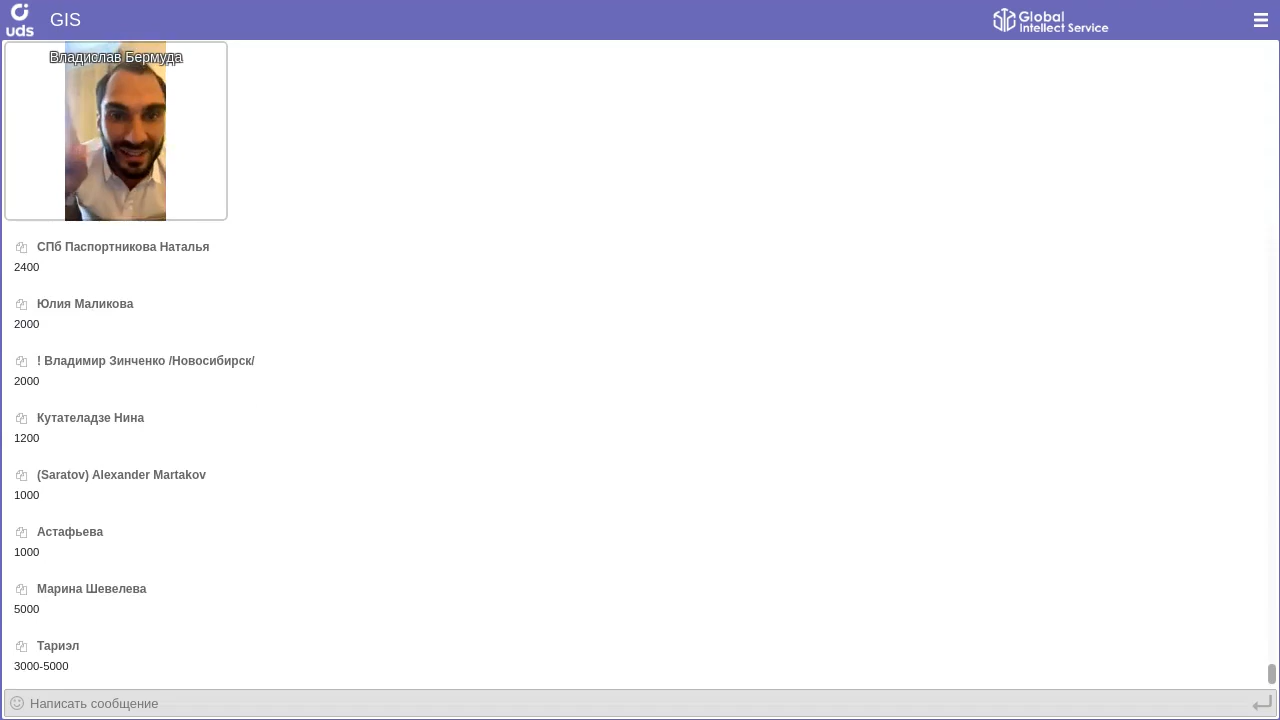 uds
GIS
Global
Intellect Service
Владислав Бермуда
СПб Паспортникова Наталья
2400
Юлия Маликова
2000
! Владимир Зинченко /Новосибирск/
2000
Кутателадзе Нина
1200
(Saratov) Alexander Martakov
1000
Астафьева
1000
Марина Шевелева
5000
Тариэл
3000-5000
Написать сообщение